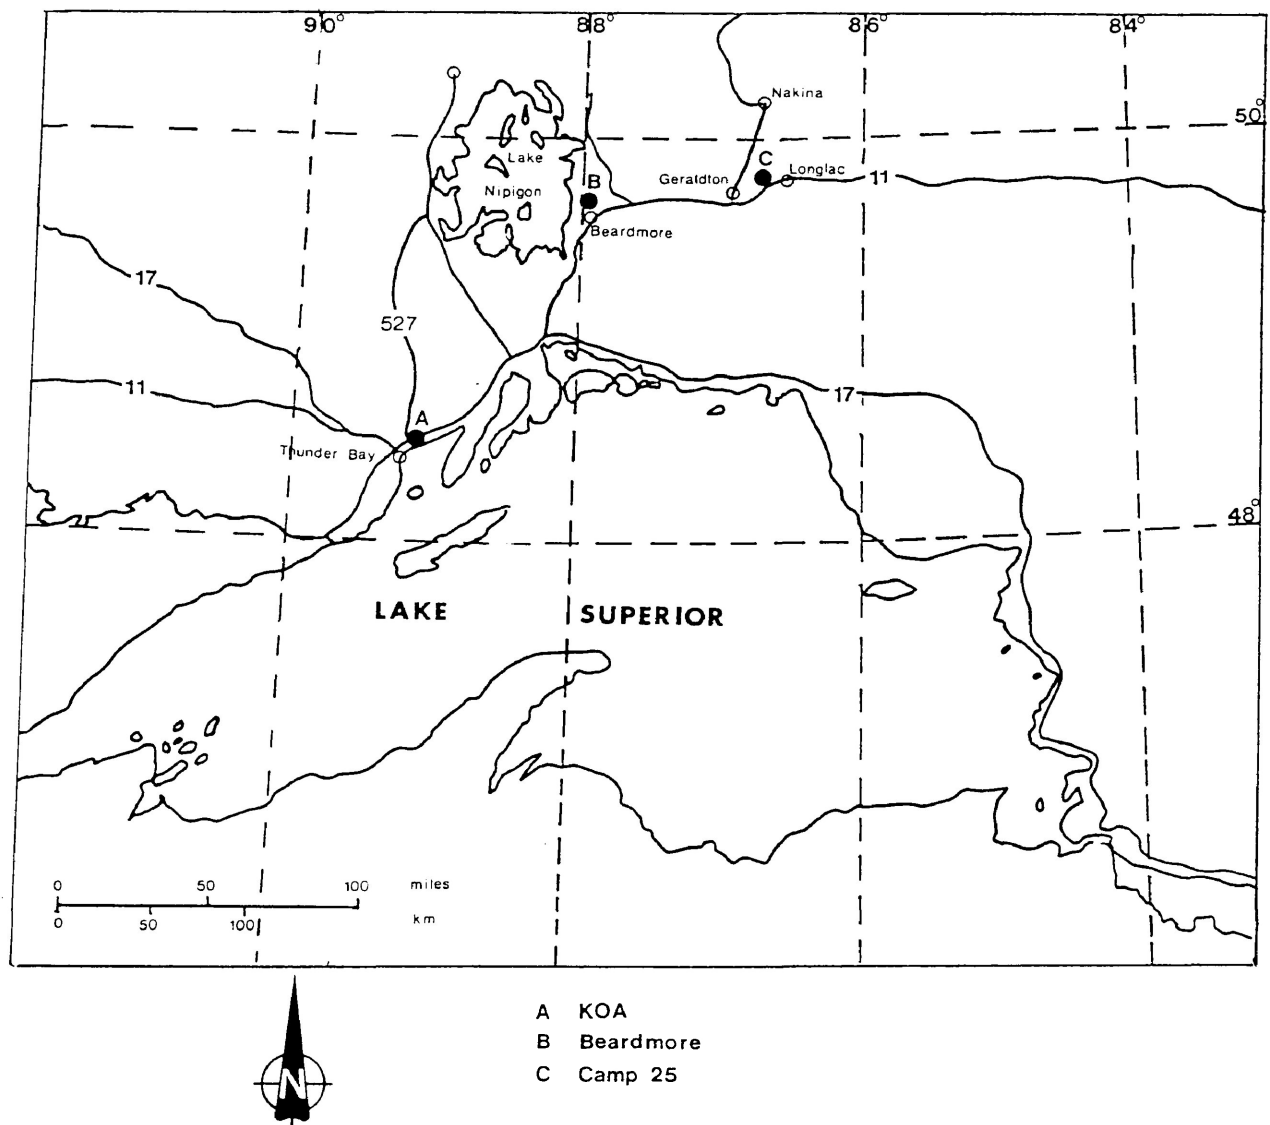 90°
88°
86°
84°
Nakina
50°
Lake
C
Geraldton
Longlac
11
B
Nipigon
Beardmore
17
527
11
17
A
Thunder Bay
48°
LAKE SUPERIOR
0 50 100 miles
0 50 100 km
A KOA
B Beardmore
C Camp 25
N